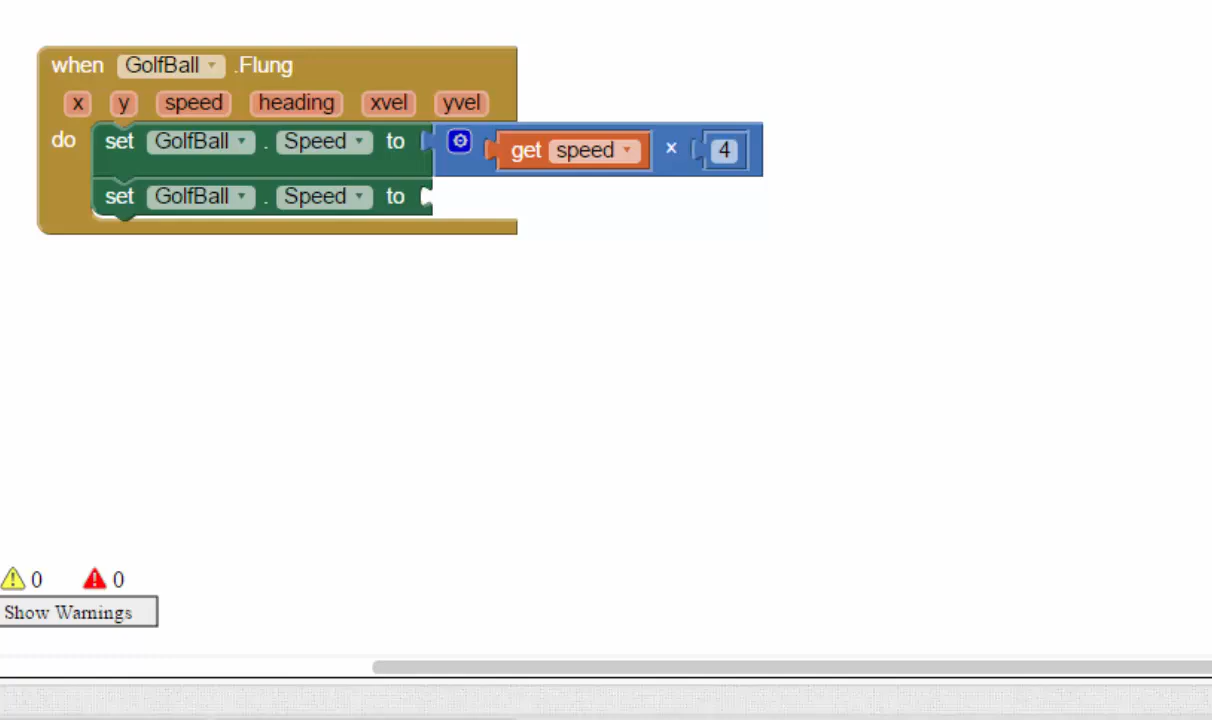 when GolfBall .Flung
x y speed heading xvel yvel
do set GolfBall . Speed to get speed × 4
set GolfBall . Speed to
0 0
Show Warnings